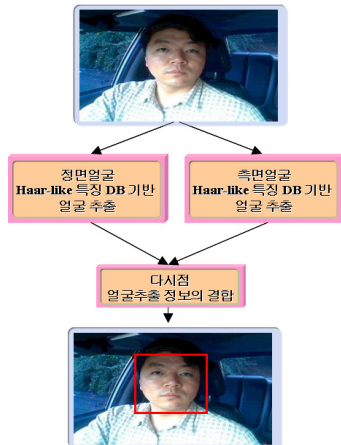 정면얼굴
Haar-like 특징 DB 기반
얼굴 추출
측면얼굴
Haar-like 특징 DB 기반
얼굴 추출
다시점
얼굴추출 정보의 결합